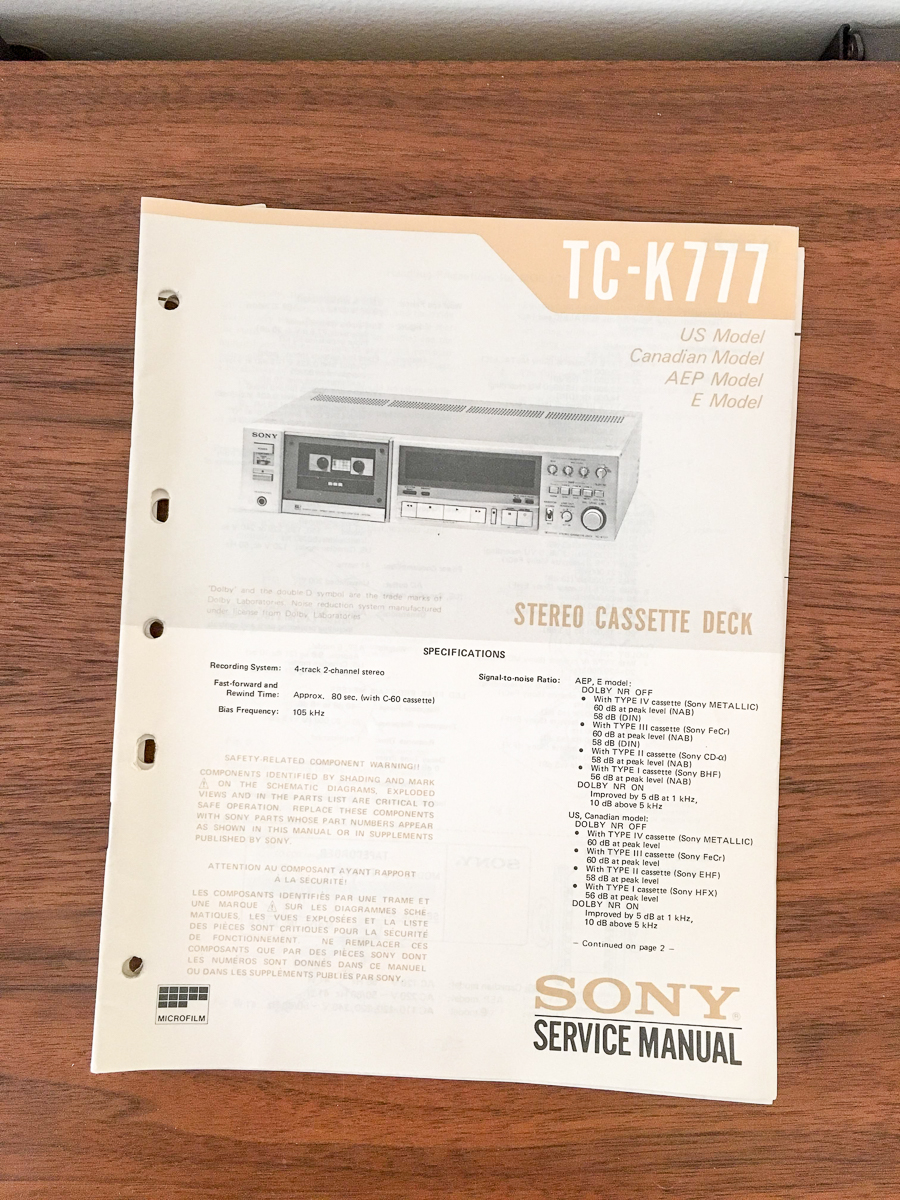 TC-K777
US Model
Canadian Model
AEP Model
E Model
SONY
"Dolby" and the double-D symbol are the trade marks of
Dolby Laboratories. Noise reduction system manufactured
under license from Dolby Laboratories.
STEREO CASSETTE DECK
SPECIFICATIONS
Recording System: 4-track 2-channel stereo
Fast-forward and
Rewind Time: Approx. 80 sec. (with C-60 cassette)
Bias Frequency: 105 kHz
SAFETY-RELATED COMPONENT WARNING!!
COMPONENTS IDENTIFIED BY SHADING AND MARK
⚠ ON THE SCHEMATIC DIAGRAMS, EXPLODED
VIEWS AND IN THE PARTS LIST ARE CRITICAL TO
SAFE OPERATION. REPLACE THESE COMPONENTS
WITH SONY PARTS WHOSE PART NUMBERS APPEAR
AS SHOWN IN THIS MANUAL OR IN SUPPLEMENTS
PUBLISHED BY SONY.
ATTENTION AU COMPOSANT AYANT RAPPORT
À LA SÉCURITÉ!
LES COMPOSANTS IDENTIFIÉS PAR UNE TRAME ET
UNE MARQUE ⚠ SUR LES DIAGRAMMES SCHÉ-
MATIQUES, LES VUES EXPLOSÉES ET LA LISTE
DES PIÈCES SONT CRITIQUES POUR LA SÉCURITÉ
DE FONCTIONNEMENT. NE REMPLACER CES
COMPOSANTS QUE PAR DES PIÈCES SONY DONT
LES NUMÉROS SONT DONNÉS DANS CE MANUEL
OU DANS LES SUPPLÉMENTS PUBLIÉS PAR SONY.
MICROFILM
Signal-to-noise Ratio: AEP, E model:
DOLBY NR OFF
• With TYPE IV cassette (Sony METALLIC)
60 dB at peak level (NAB)
58 dB (DIN)
• With TYPE III cassette (Sony FeCr)
60 dB at peak level (NAB)
58 dB (DIN)
• With TYPE II cassette (Sony CD-α)
58 dB at peak level (NAB)
• With TYPE I cassette (Sony BHF)
56 dB at peak level (NAB)
DOLBY NR ON
Improved by 5 dB at 1 kHz,
10 dB above 5 kHz
US, Canadian model:
DOLBY NR OFF
• With TYPE IV cassette (Sony METALLIC)
60 dB at peak level
• With TYPE III cassette (Sony FeCr)
60 dB at peak level
• With TYPE II cassette (Sony EHF)
58 dB at peak level
• With TYPE I cassette (Sony HFX)
56 dB at peak level
DOLBY NR ON
Improved by 5 dB at 1 kHz,
10 dB above 5 kHz
– Continued on page 2 –
SONY®
SERVICE MANUAL